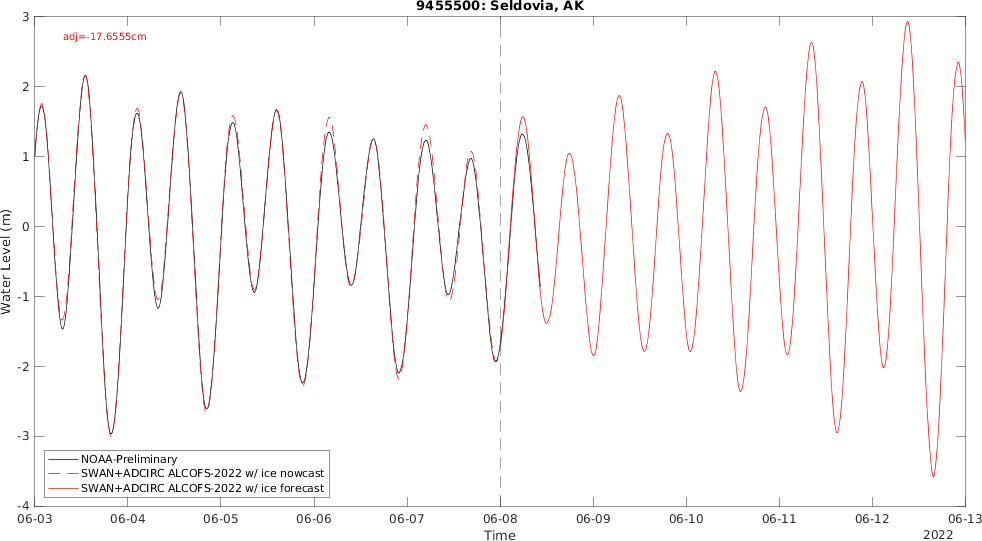 9455500: Seldovia, AK
adj=-17.6555cm
Water Level (m)
3
2
1
0
-1
-2
-3
-4
NOAA-Preliminary
SWAN+ADCIRC ALCOFS-2022 w/ ice nowcast
SWAN+ADCIRC ALCOFS-2022 w/ ice forecast
06-03 06-04 06-05 06-06 06-07 06-08 06-09 06-10 06-11 06-12 06-13
Time
2022